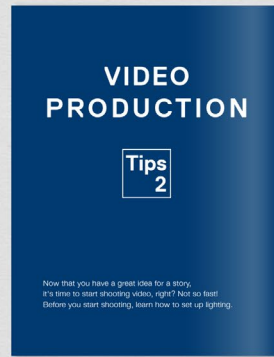 VIDEO
PRODUCTION
Tips
2
Now that you have a great idea for a story,
it's time to start shooting video, right? Not so fast!
Before you start shooting, learn how to set up lighting.